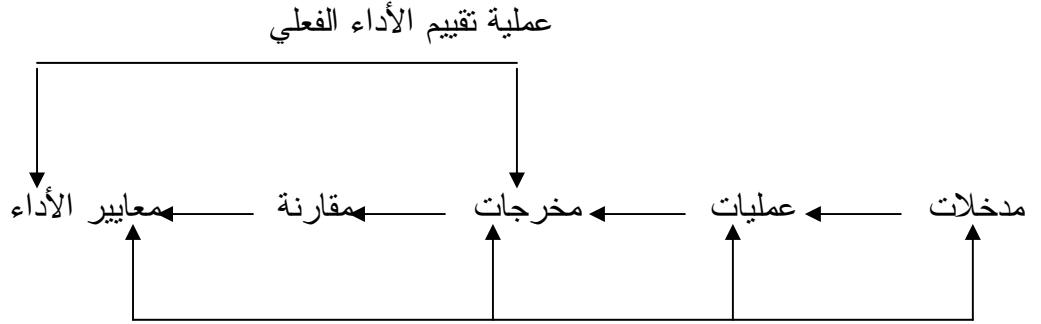 عملية تقييم الأداء الفعلي
مدخلات عمليات مخرجات مقارنة معايير الأداء